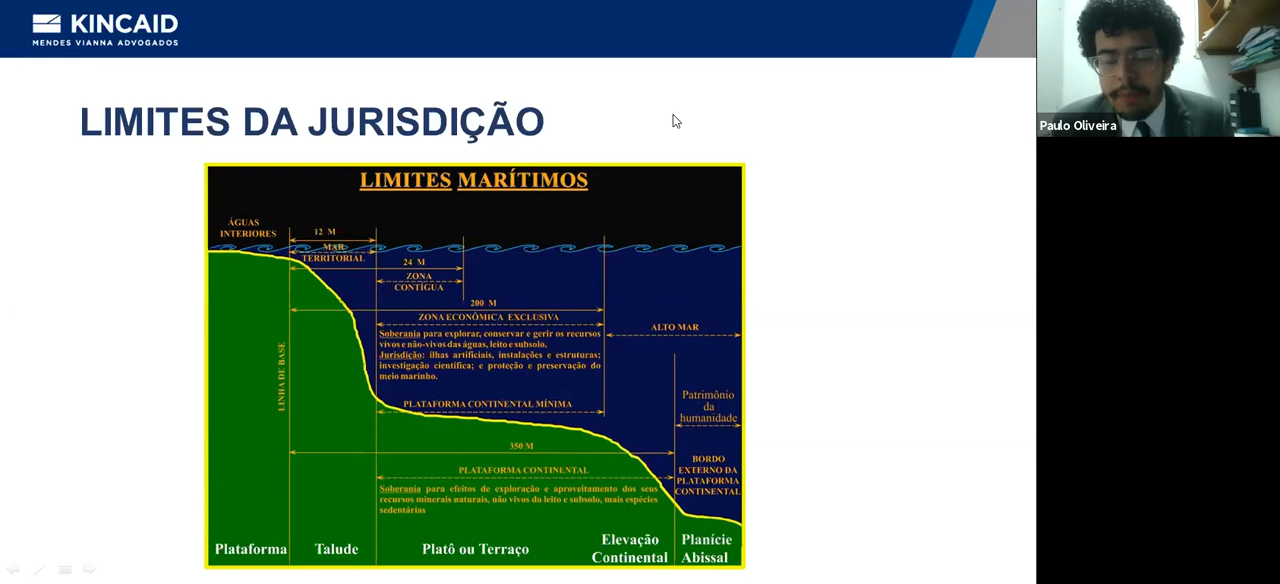 KINCAID
MENDES VIANNA ADVOGADOS
Paulo Oliveira
LIMITES DA JURISDIÇÃO
LIMITES MARÍTIMOS
ÁGUAS
INTERIORES
12 M
MAR
TERRITORIAL
24 M
ZONA
CONTÍGUA
200 M
ZONA ECONÔMICA EXCLUSIVA
Soberania para explorar, conservar e gerir os recursos
vivos e não-vivos das águas, leito e subsolo.
Jurisdição: ilhas artificiais, instalações e estruturas;
investigação científica; e proteção e preservação do
meio marinho.
ALTO MAR
LINHA DE BASE
PLATAFORMA CONTINENTAL MÍNIMA
Patrimônio
da
humanidade
350 M
BORDO
EXTERNO DA
PLATAFORMA
CONTINENTAL
PLATAFORMA CONTINENTAL
Soberania para efeitos de exploração e aproveitamento dos seus
recursos minerais naturais, não vivos do leito e subsolo, mais espécies
sedentárias
Plataforma
Talude
Platô ou Terraço
Elevação
Continental
Planície
Abissal